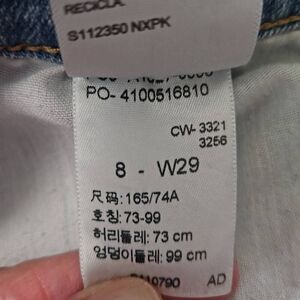 RECICLA.
S112350 NXPK
PO- 4100516810
CW- 3321
3256
8 - W29
尺码: 165/74A
호칭: 73-99
허리둘레: 73 cm
엉덩이둘레: 99 cm
AD